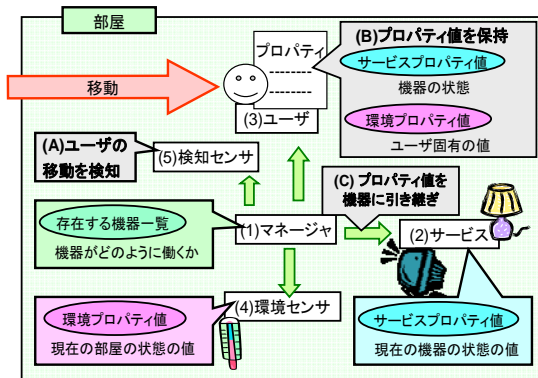 部屋
プロパティ
(B)プロパティ値を保持
サービスプロパティ値
機器の状態
環境プロパティ値
ユーザ固有の値
移動
(3)ユーザ
(A)ユーザの
移動を検知
(5)検知センサ
(C) プロパティ値を
機器に引き継ぎ
存在する機器一覧
機器がどのように働くか
(1)マネージャ
(2)サービス
(4)環境センサ
環境プロパティ値
現在の部屋の状態の値
サービスプロパティ値
現在の機器の状態の値